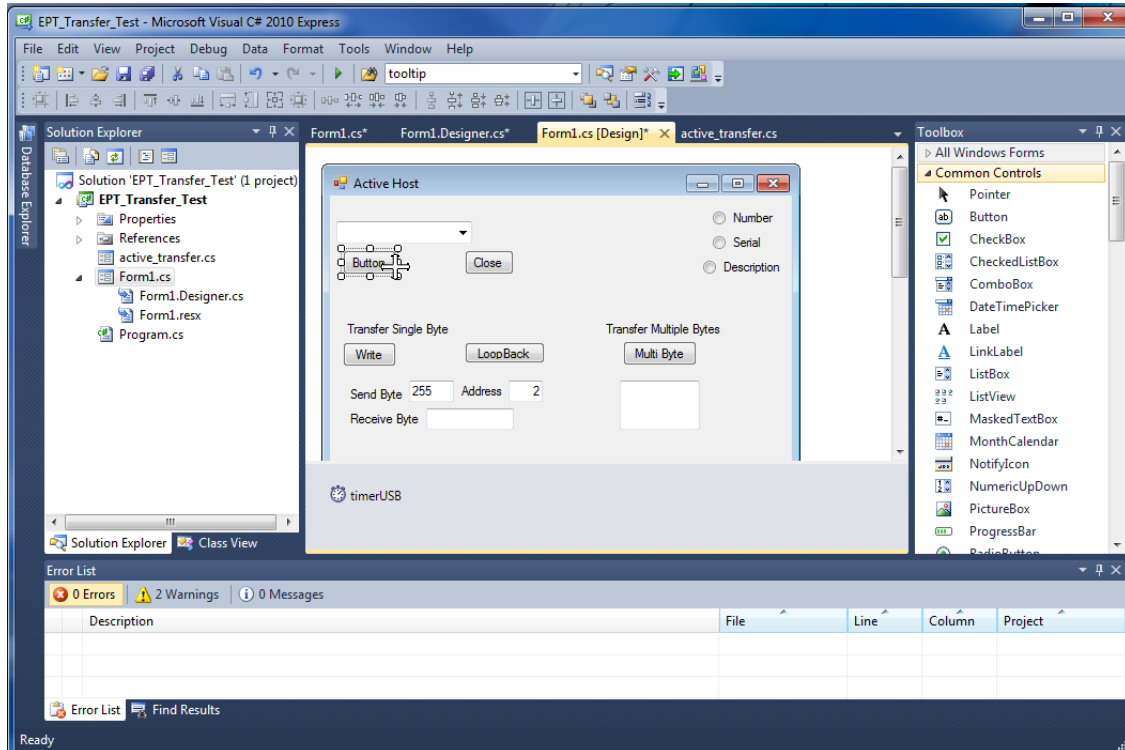 EPT_Transfer_Test - Microsoft Visual C# 2010 Express
File Edit View Project Debug Data Format Tools Window Help
tooltip
Database Explorer
Solution Explorer
Solution 'EPT_Transfer_Test' (1 project)
EPT_Transfer_Test
Properties
References
active_transfer.cs
Form1.cs
Form1.Designer.cs
Form1.resx
Program.cs
Solution Explorer Class View
Form1.cs* Form1.Designer.cs* Form1.cs [Design]* active_transfer.cs
Active Host
Number
Serial
Button Close Description
Transfer Single Byte Transfer Multiple Bytes
Write LoopBack Multi Byte
Send Byte 255 Address 2
Receive Byte
timerUSB
Toolbox
All Windows Forms
Common Controls
Pointer
Button
CheckBox
CheckedListBox
ComboBox
DateTimePicker
Label
LinkLabel
ListBox
ListView
MaskedTextBox
MonthCalendar
NotifyIcon
NumericUpDown
PictureBox
ProgressBar
RadioButton
Error List
0 Errors 2 Warnings 0 Messages
Description File Line Column Project
Error List Find Results
Ready